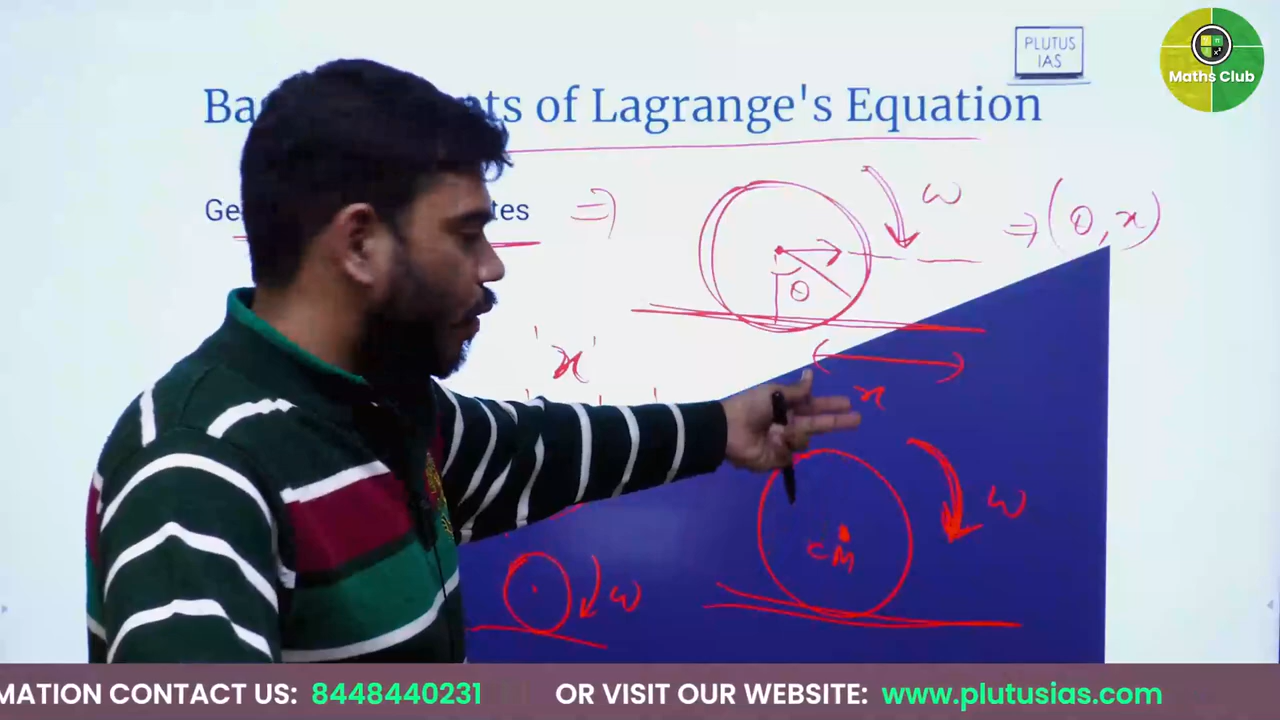 PLUTUS
IAS
Maths Club
Ba ts of Lagrange's Equation
Ge tes ⇒
ω
⇒ (θ, x)
θ
'x'
x
ω
CM
ω
MATION CONTACT US: 8448440231 OR VISIT OUR WEBSITE: www.plutusias.com